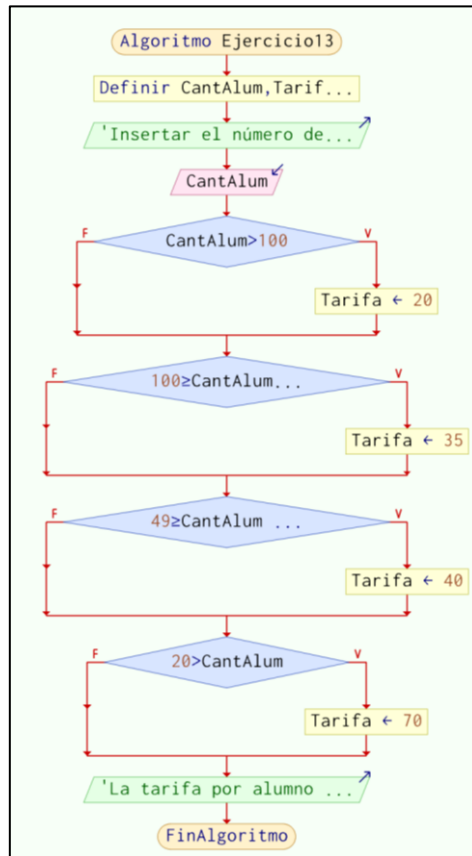 Algoritmo Ejercicio13
Definir CantAlum,Tarif...
'Insertar el número de...
CantAlum
F
CantAlum>100
V
Tarifa ← 20
F
100≥CantAlum...
V
Tarifa ← 35
F
49≥CantAlum ...
V
Tarifa ← 40
F
20>CantAlum
V
Tarifa ← 70
'La tarifa por alumno ...
FinAlgoritmo